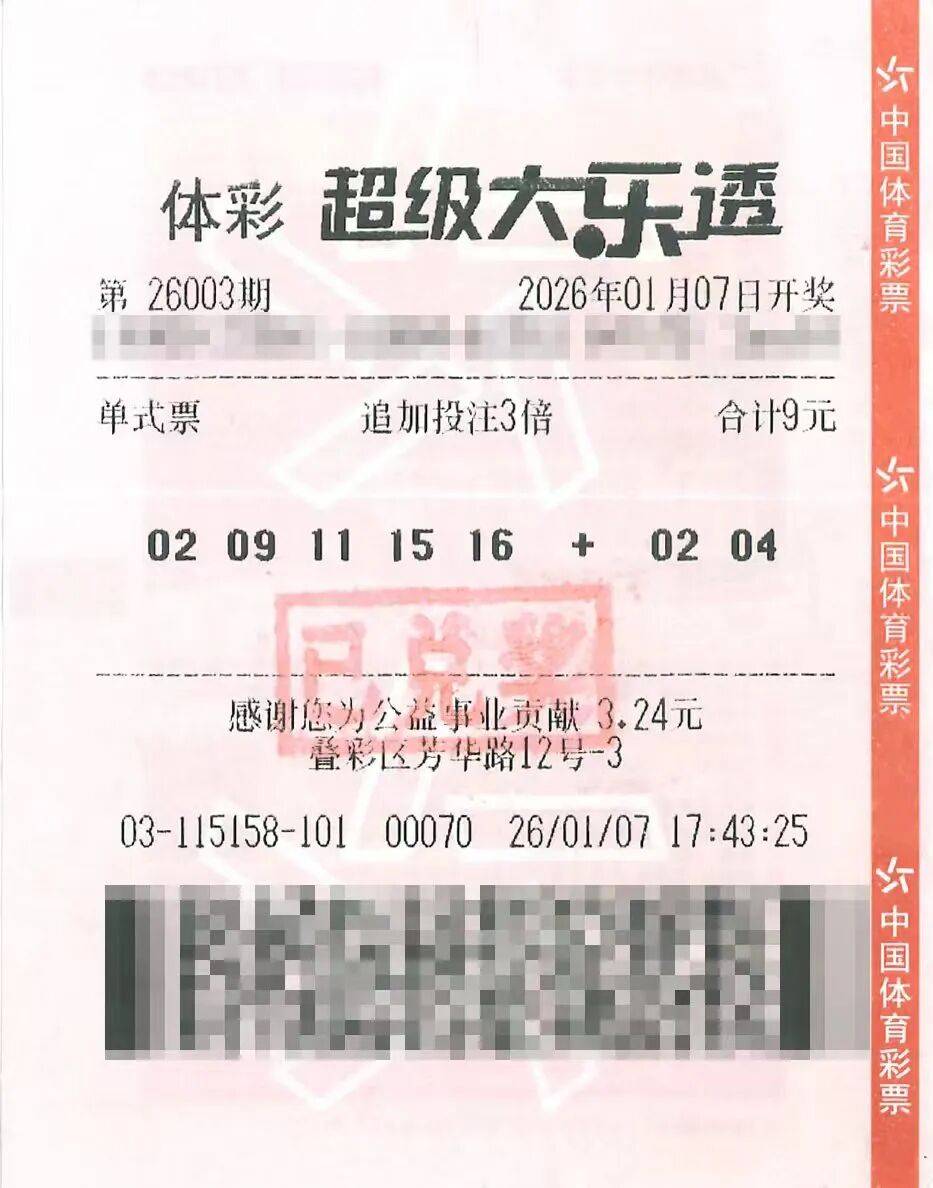 体彩 超级大乐透
第 26003期 2026年01月07日开奖
单式票 追加投注3倍 合计9元
02 09 11 15 16 + 02 04
已兑奖
感谢您为公益事业贡献 3.24元
叠彩区芳华路12号-3
03-115158-101 00070 26/01/07 17:43:25
中国体育彩票
中国体育彩票
中国体育彩票